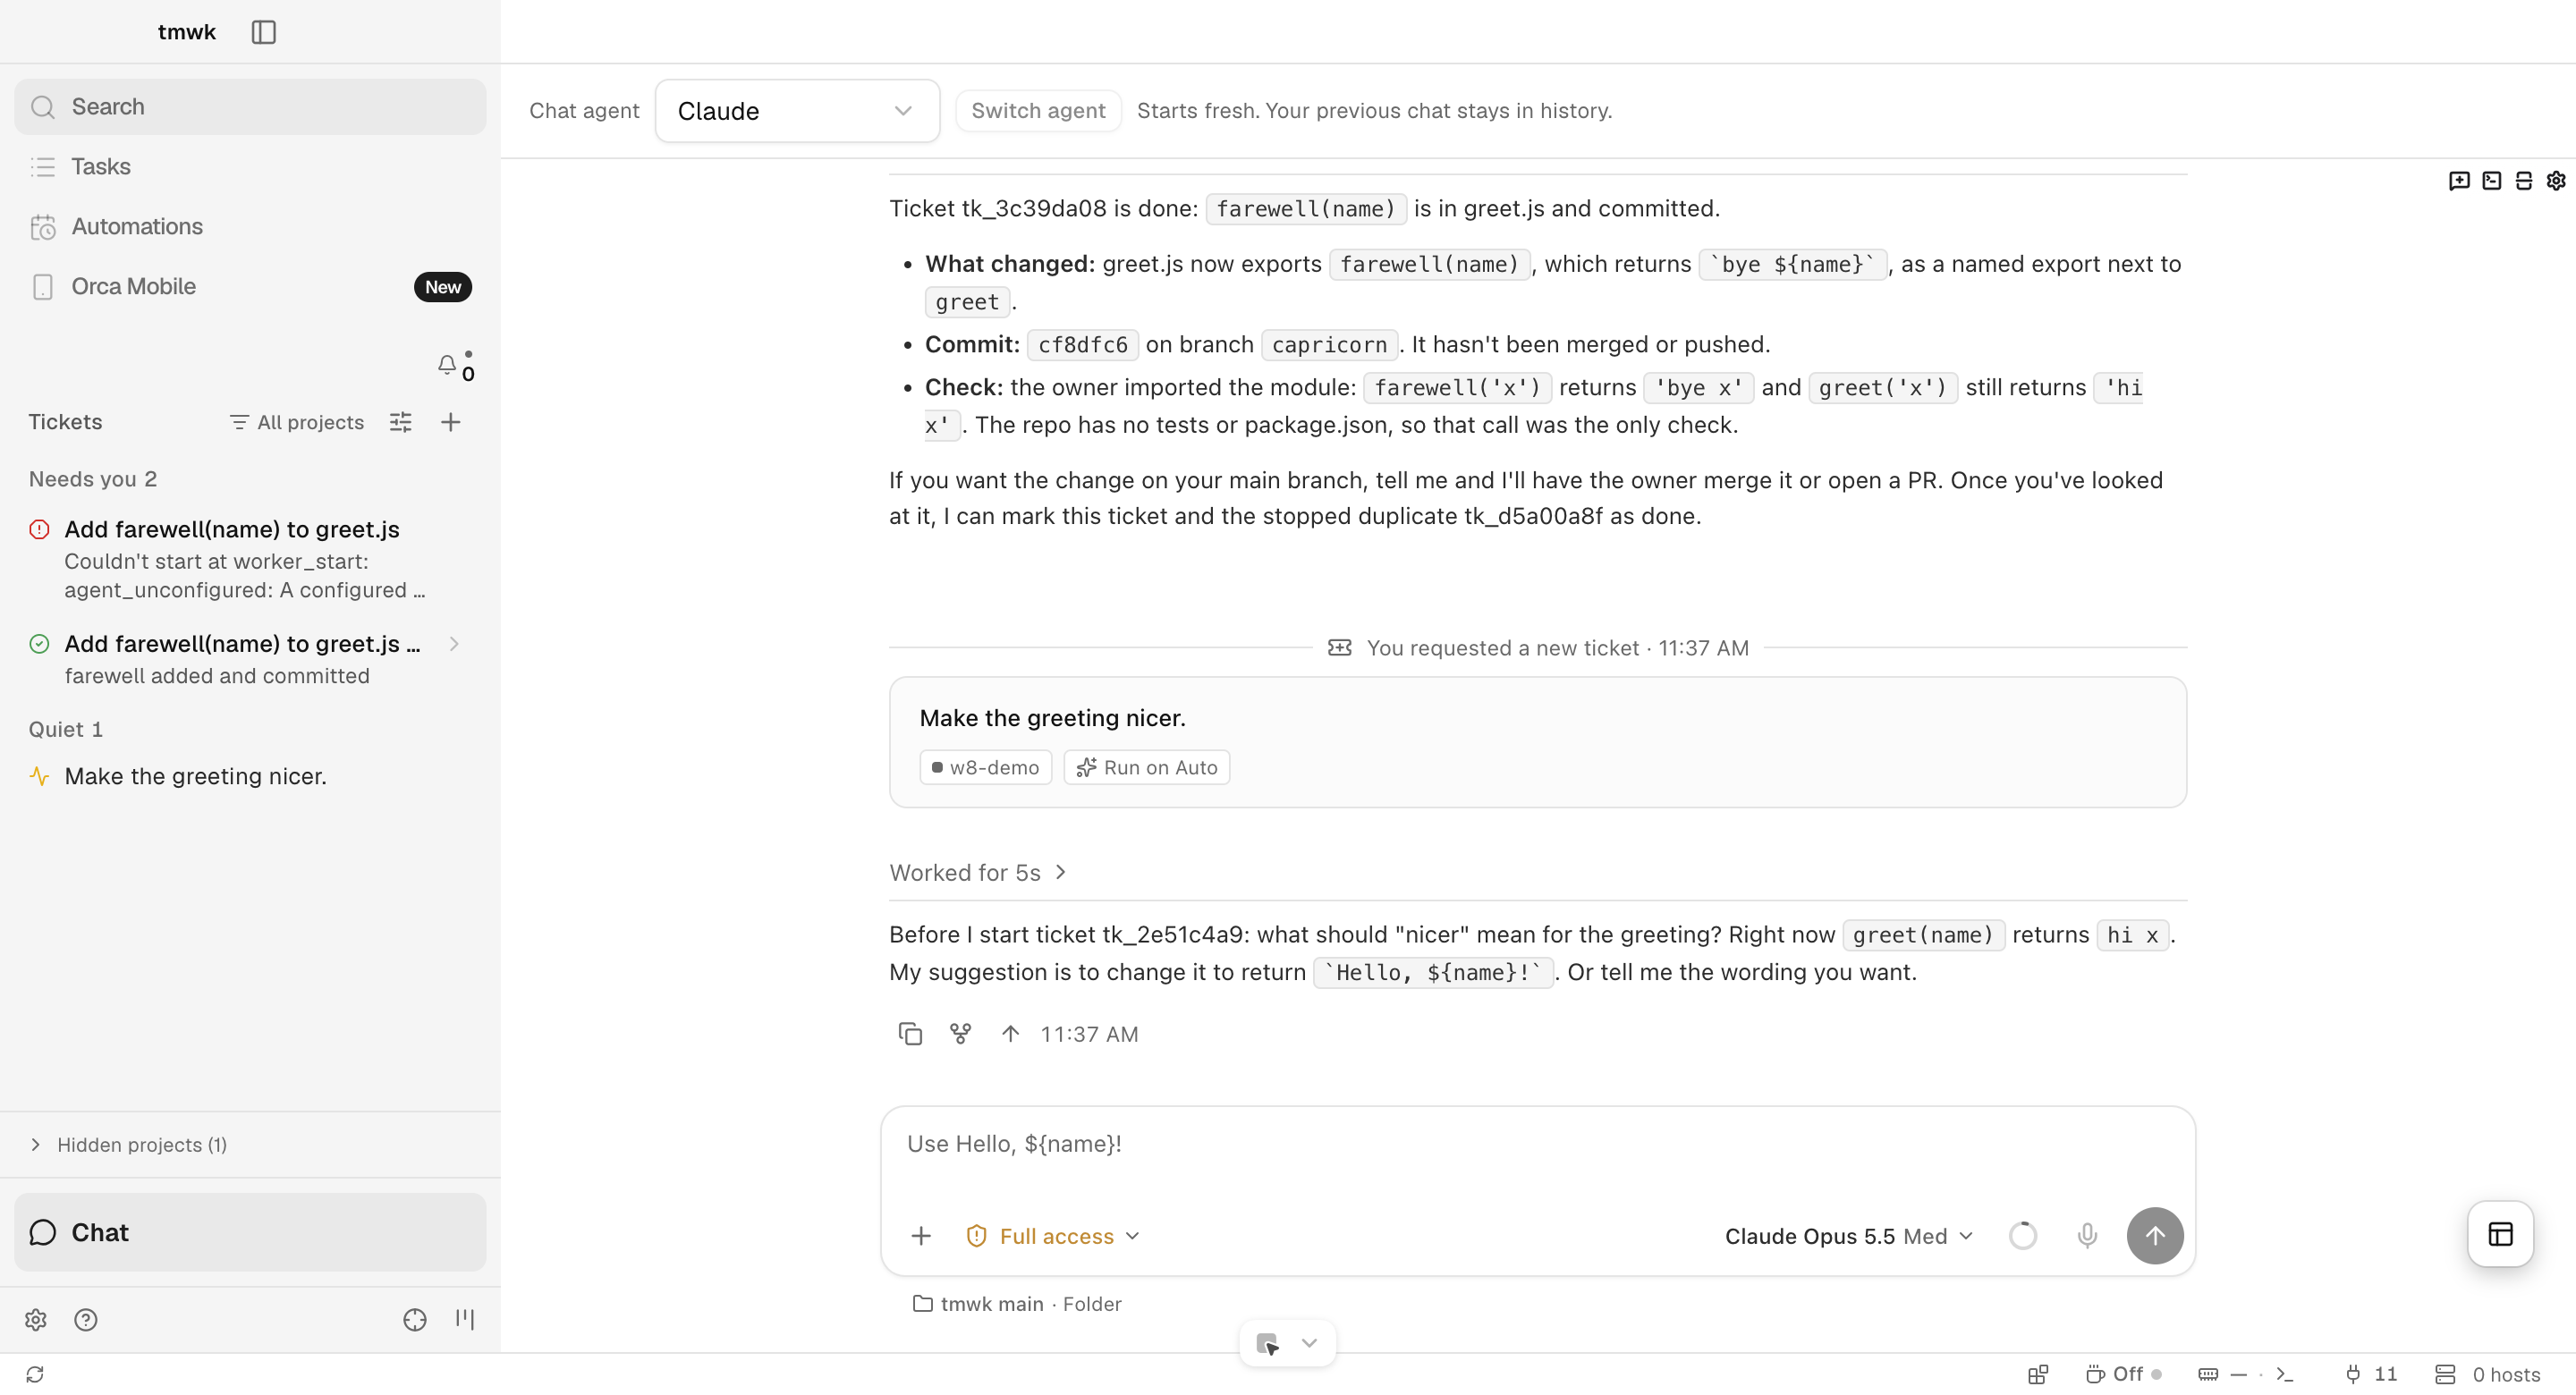 tmwk
Search
Tasks
Automations
Orca Mobile
New
0
Tickets
All projects
Needs you 2
Add farewell(name) to greet.js
Couldn't start at worker_start:
agent_unconfigured: A configured …
Add farewell(name) to greet.js …
farewell added and committed
Quiet 1
Make the greeting nicer.
Hidden projects (1)
Chat
Chat agent
Claude
Switch agent
Starts fresh. Your previous chat stays in history.
Ticket tk_3c39da08 is done: farewell(name) is in greet.js and committed.
• What changed: greet.js now exports farewell(name), which returns `bye ${name}`, as a named export next to
greet.
• Commit: cf8dfc6 on branch capricorn. It hasn't been merged or pushed.
• Check: the owner imported the module: farewell('x') returns 'bye x' and greet('x') still returns 'hi
x'. The repo has no tests or package.json, so that call was the only check.
If you want the change on your main branch, tell me and I'll have the owner merge it or open a PR. Once you've looked
at it, I can mark this ticket and the stopped duplicate tk_d5a00a8f as done.
You requested a new ticket · 11:37 AM
Make the greeting nicer.
w8-demo
Run on Auto
Worked for 5s
Before I start ticket tk_2e51c4a9: what should "nicer" mean for the greeting? Right now greet(name) returns hi x.
My suggestion is to change it to return `Hello, ${name}!`. Or tell me the wording you want.
11:37 AM
Use Hello, ${name}!
Full access
Claude Opus 5.5 Med
tmwk main · Folder
Off
— ·
11
0 hosts